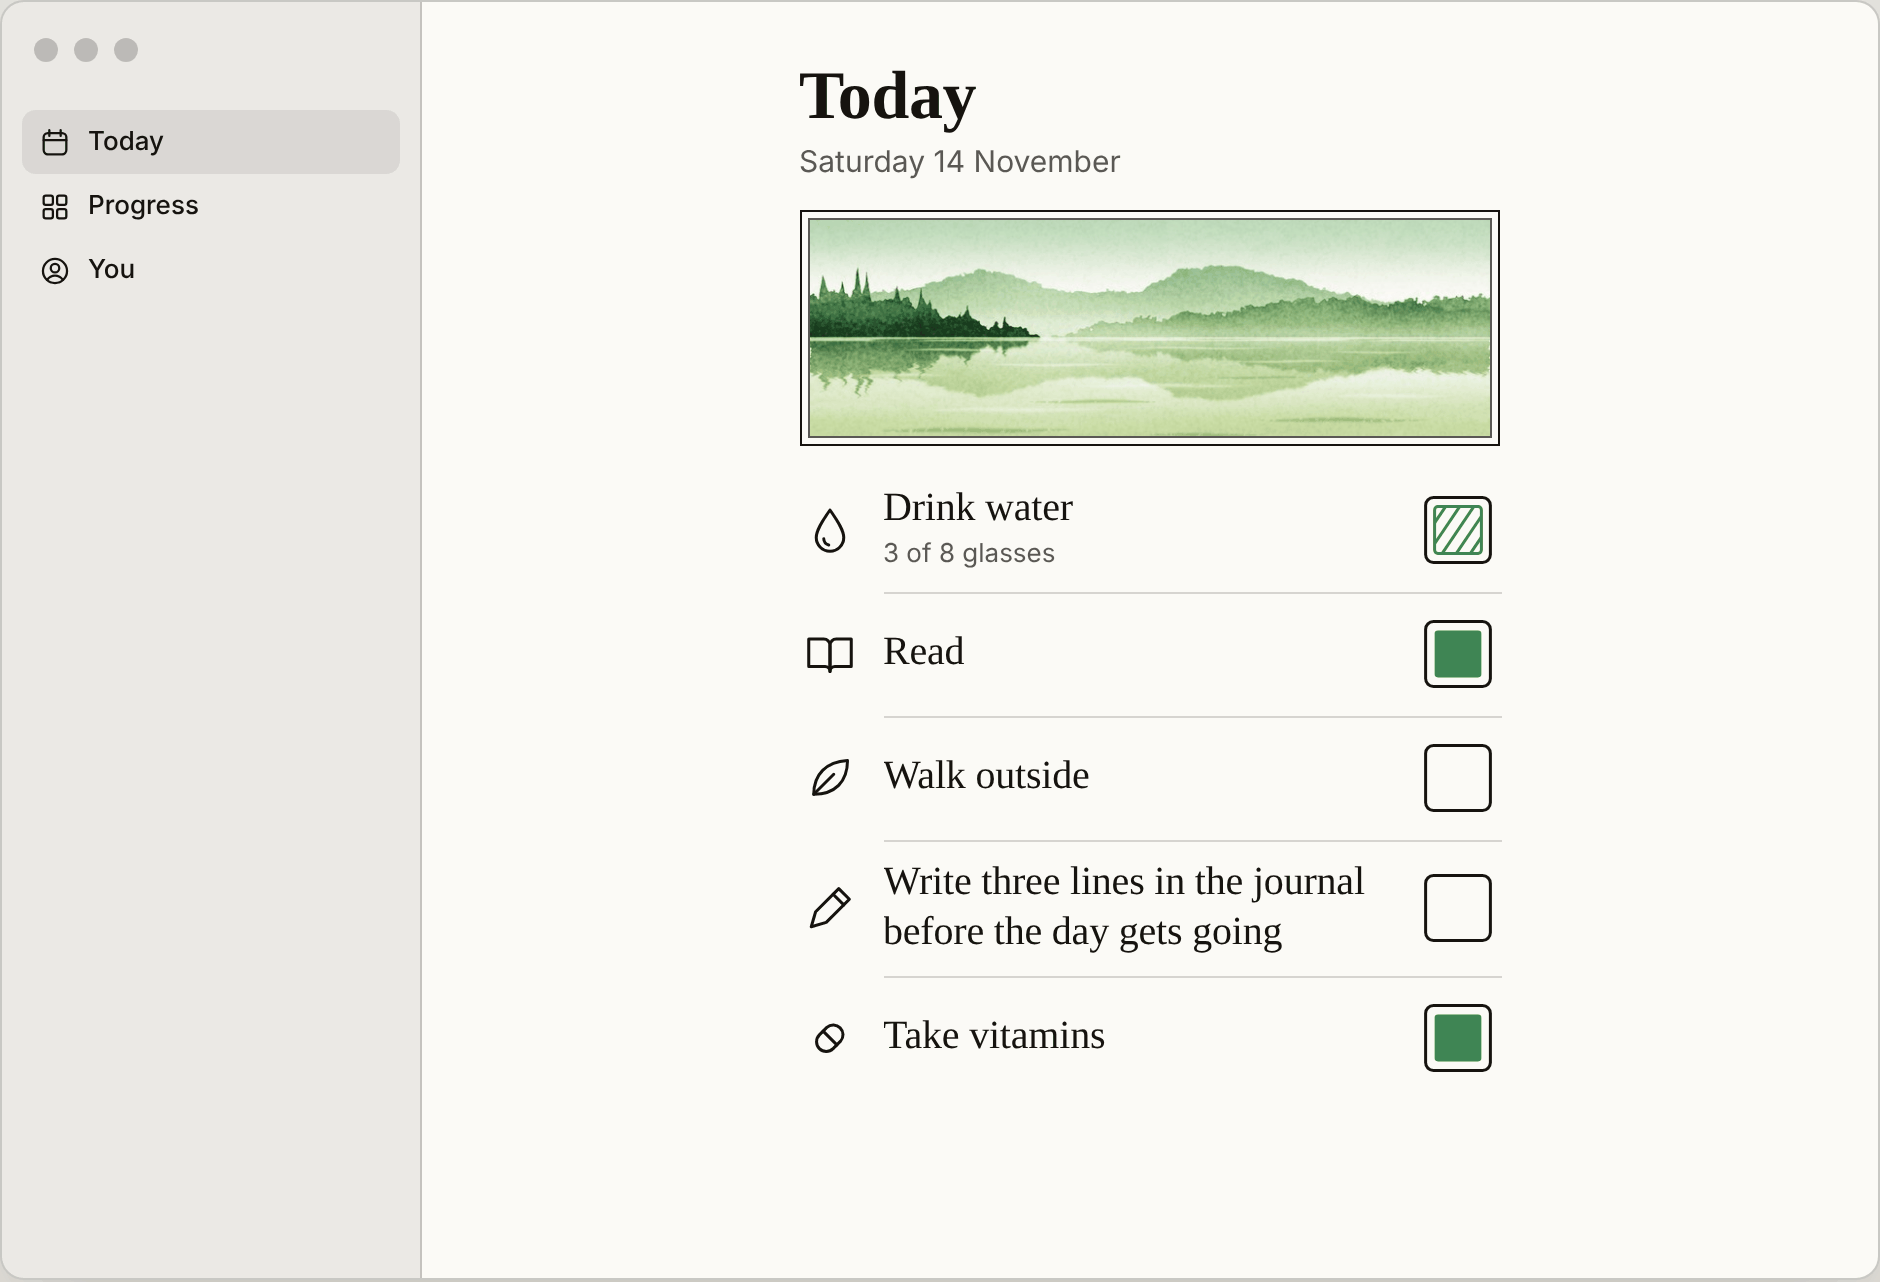 Today
Progress
You
Today
Saturday 14 November
Drink water
3 of 8 glasses
Read
Walk outside
Write three lines in the journal
before the day gets going
Take vitamins